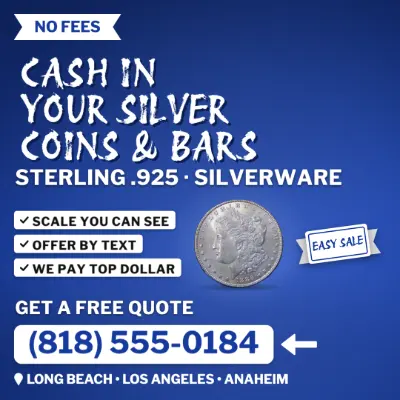 NO FEES
CASH IN
YOUR SILVER
COINS & BARS
STERLING .925 · SILVERWARE
✓ SCALE YOU CAN SEE
✓ OFFER BY TEXT
✓ WE PAY TOP DOLLAR
EASY SALE
GET A FREE QUOTE
(818) 555-0184
LONG BEACH • LOS ANGELES • ANAHEIM